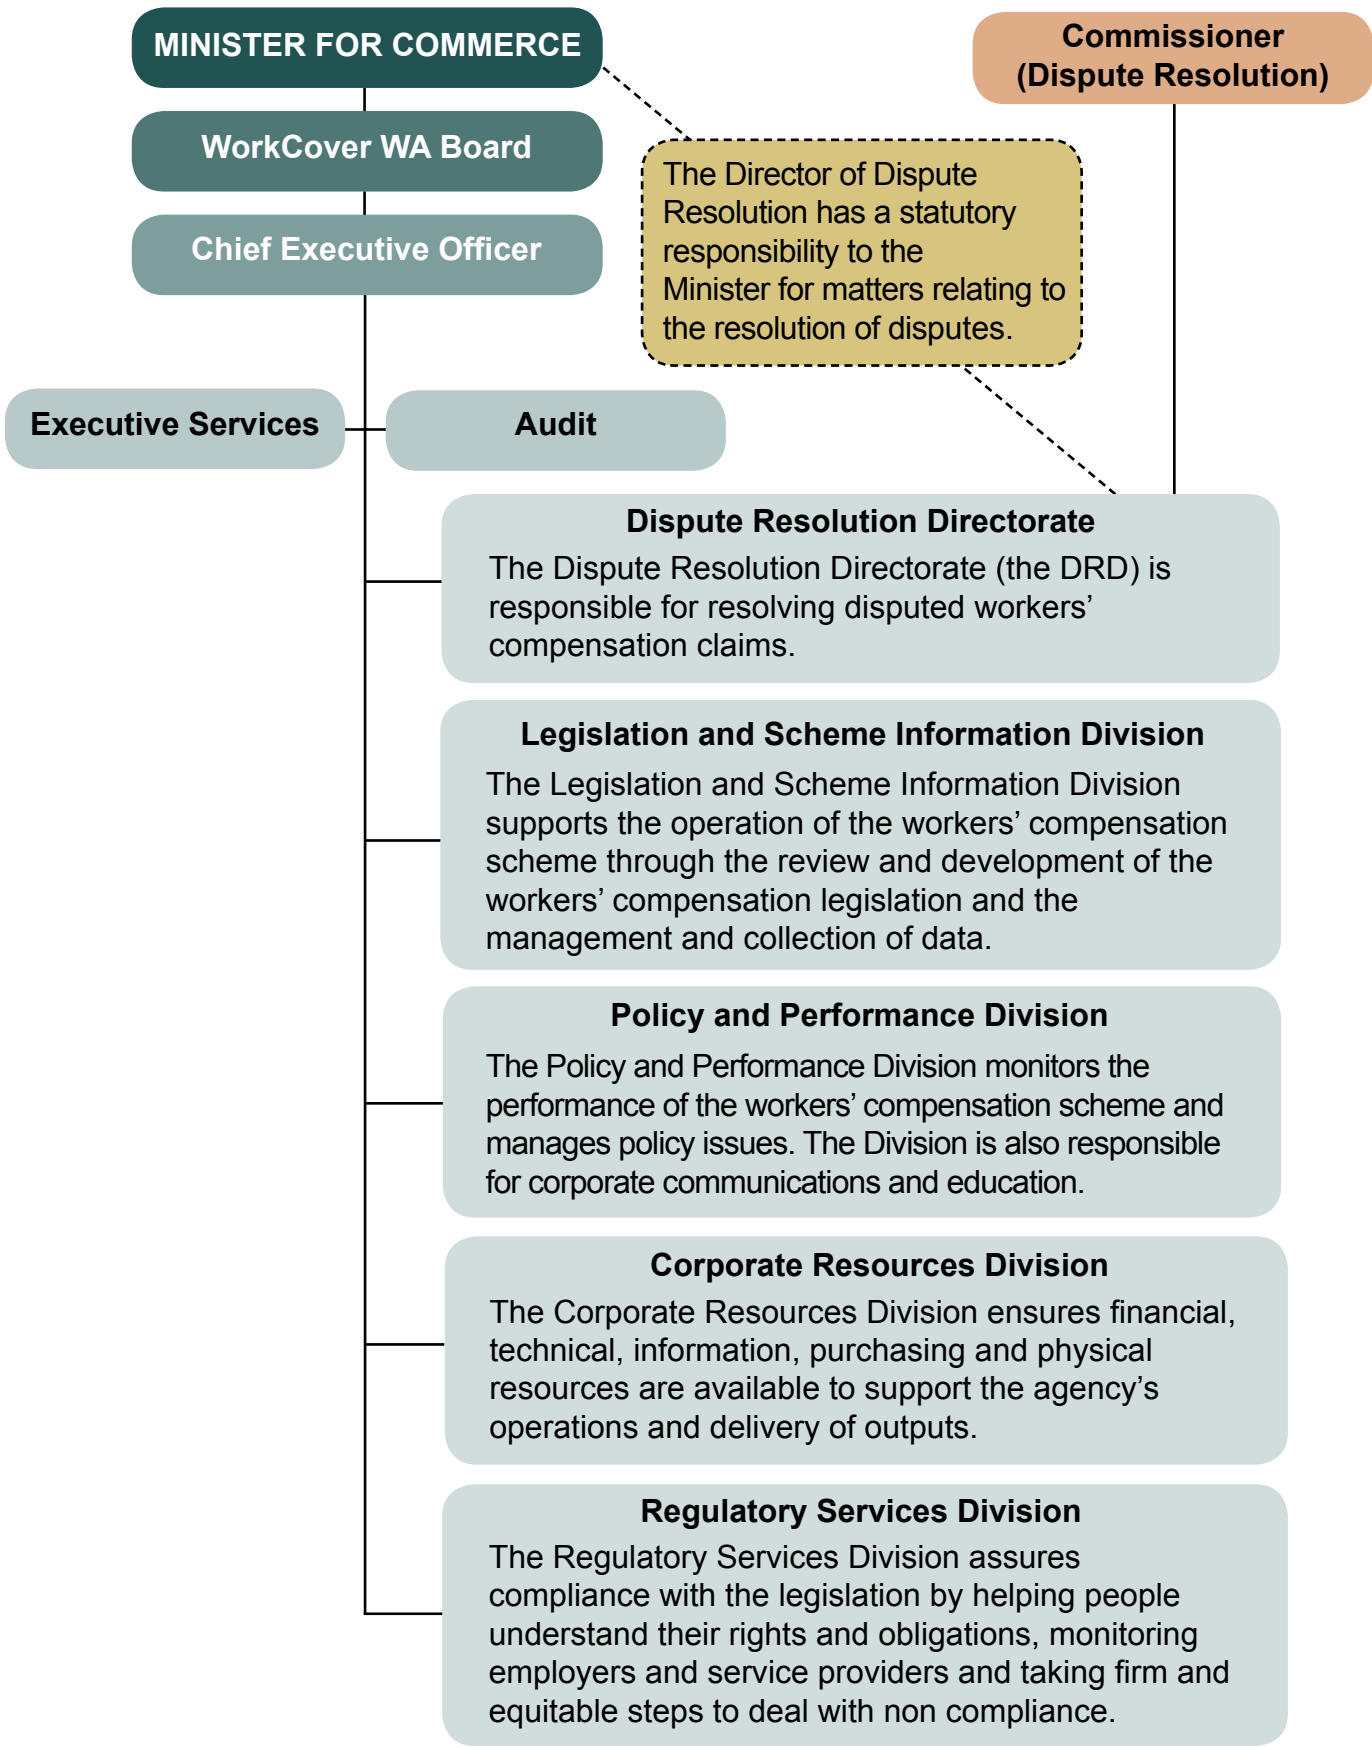 MINISTER FOR COMMERCE
Commissioner
(Dispute Resolution)
WorkCover WA Board
Chief Executive Officer
The Director of Dispute
Resolution has a statutory
responsibility to the
Minister for matters relating to
the resolution of disputes.
Executive Services
Audit
Dispute Resolution Directorate
The Dispute Resolution Directorate (the DRD) is
responsible for resolving disputed workers’
compensation claims.
Legislation and Scheme Information Division
The Legislation and Scheme Information Division
supports the operation of the workers’ compensation
scheme through the review and development of the
workers’ compensation legislation and the
management and collection of data.
Policy and Performance Division
The Policy and Performance Division monitors the
performance of the workers’ compensation scheme and
manages policy issues. The Division is also responsible
for corporate communications and education.
Corporate Resources Division
The Corporate Resources Division ensures financial,
technical, information, purchasing and physical
resources are available to support the agency’s
operations and delivery of outputs.
Regulatory Services Division
The Regulatory Services Division assures
compliance with the legislation by helping people
understand their rights and obligations, monitoring
employers and service providers and taking firm and
equitable steps to deal with non compliance.